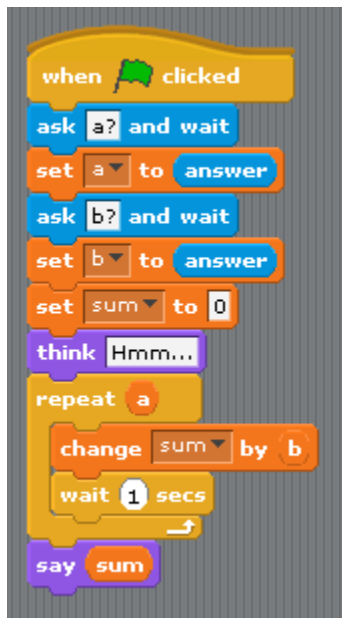 when clicked
ask a? and wait
set a to answer
ask b? and wait
set b to answer
set sum to 0
think Hmm...
repeat a
change sum by b
wait 1 secs
say sum